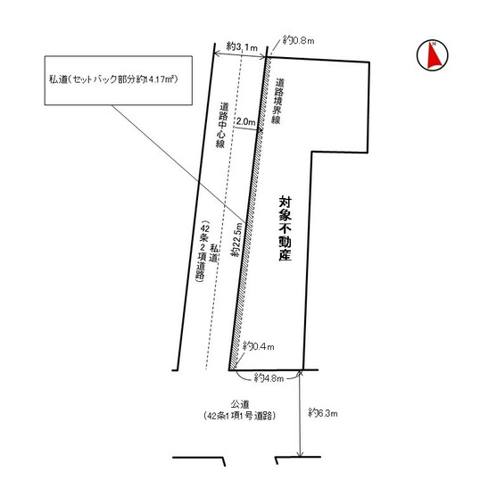 約3.1m
約0.8m
私道(セットバック部分約14.17㎡)
道路境界線
道路中心線
2.0m
対象不動産
約22.5m
私道
(42条2項道路)
約0.4m
約4.8m
公道
(42条1項1号道路)
約6.3m